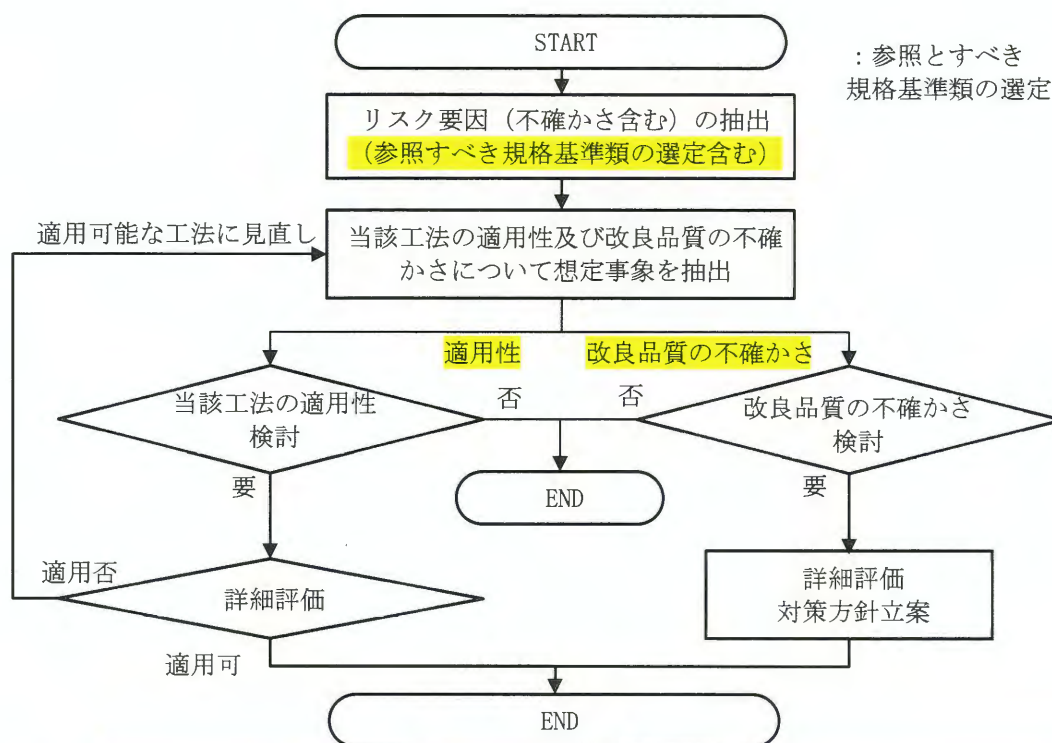 START
：参照とすべき
規格基準類の選定
リスク要因（不確かさ含む）の抽出
（参照すべき規格基準類の選定含む）
適用可能な工法に見直し
当該工法の適用性及び改良品質の不確
かさについて想定事象を抽出
適用性
改良品質の不確かさ
当該工法の適用性
検討
否
否
改良品質の不確かさ
検討
要
END
要
適用否
詳細評価
詳細評価
対策方針立案
適用可
END